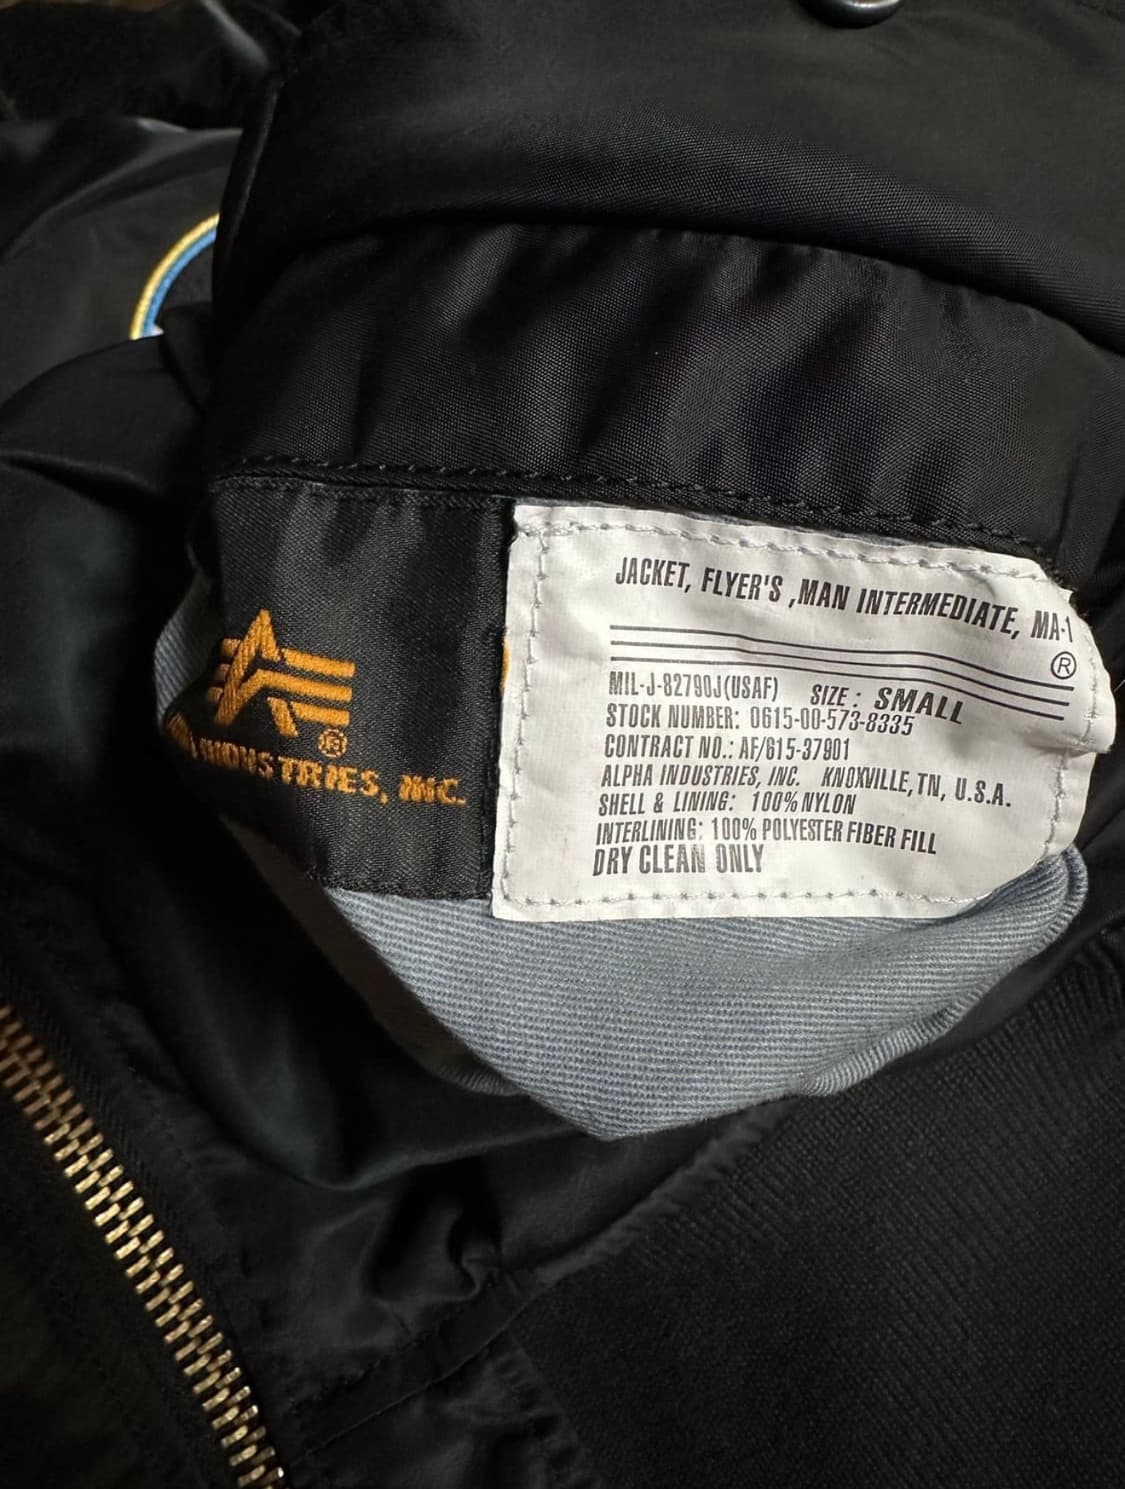 JACKET, FLYER'S ,MAN INTERMEDIATE, MA-1
®
MIL-J-82790J(USAF) SIZE: SMALL
STOCK NUMBER: 0615-00-573-8335
CONTRACT NO.: AF/615-37901
ALPHA INDUSTRIES, INC. KNOXVILLE, TN, U.S.A.
SHELL & LINING: 100% NYLON
INTERLINING: 100% POLYESTER FIBER FILL
DRY CLEAN ONLY
®
INDUSTRIES, INC.